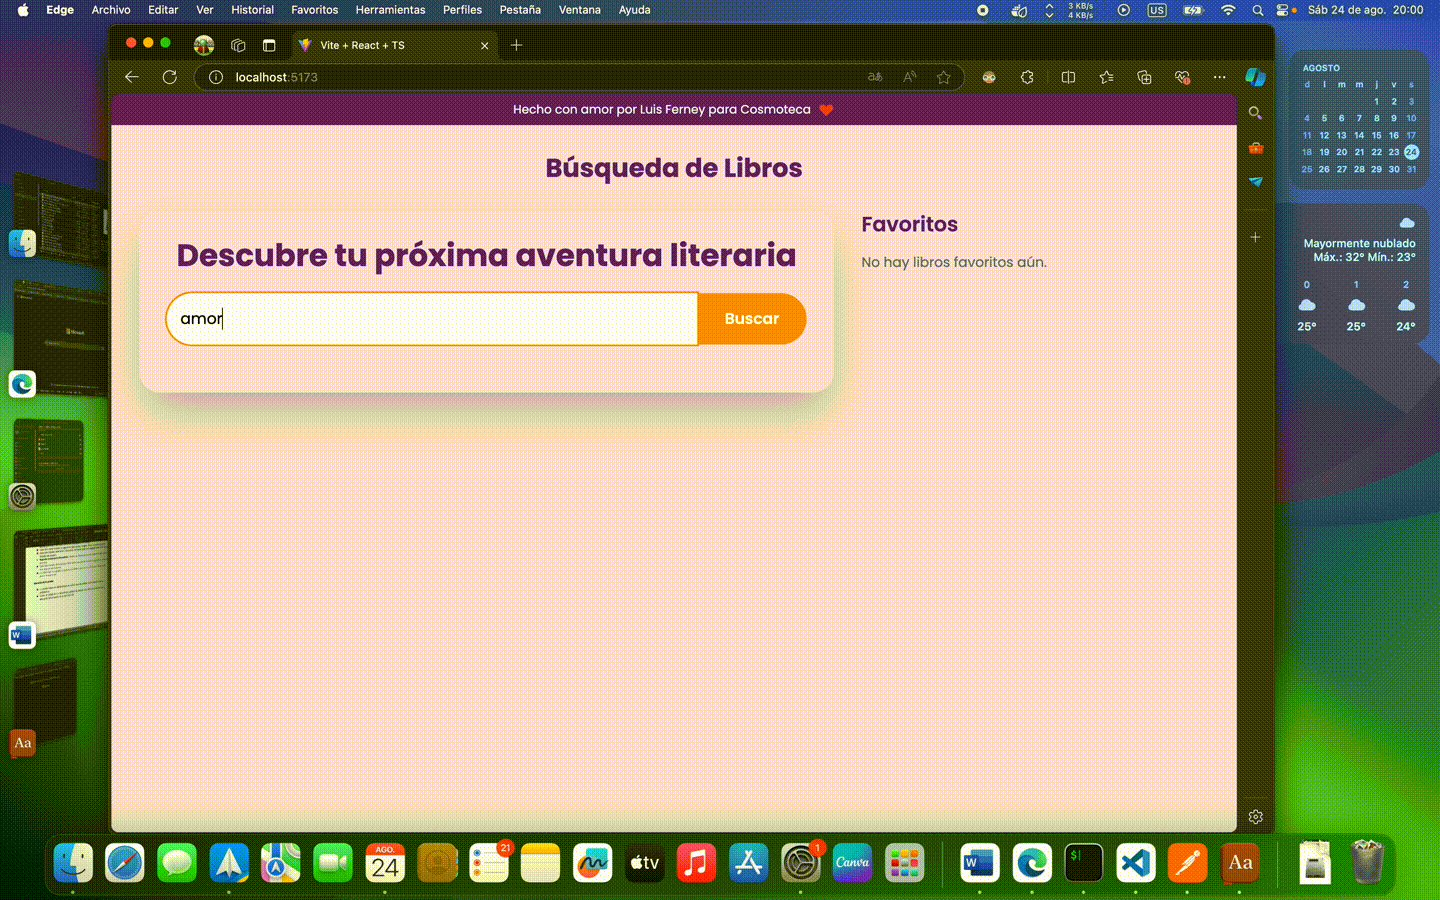 Edge Archivo Editar Ver Historial Favoritos Herramientas Perfiles Pestaña Ventana Ayuda
3 KB/s
4 KB/s
US
Sáb 24 de ago. 20:00
Vite + React + TS
localhost:5173
Hecho con amor por Luis Ferney para Cosmoteca
Búsqueda de Libros
Descubre tu próxima aventura literaria
amor
Buscar
Favoritos
No hay libros favoritos aún.
AGOSTO
d l m m j v s
1 2 3
4 5 6 7 8 9 10
11 12 13 14 15 16 17
18 19 20 21 22 23 24
25 26 27 28 29 30 31
Mayormente nublado
Máx.: 32° Mín.: 23°
0 1 2
25° 25° 24°
W
Aa
AGO.
24
21
tv
1
Canva
W
$
Aa